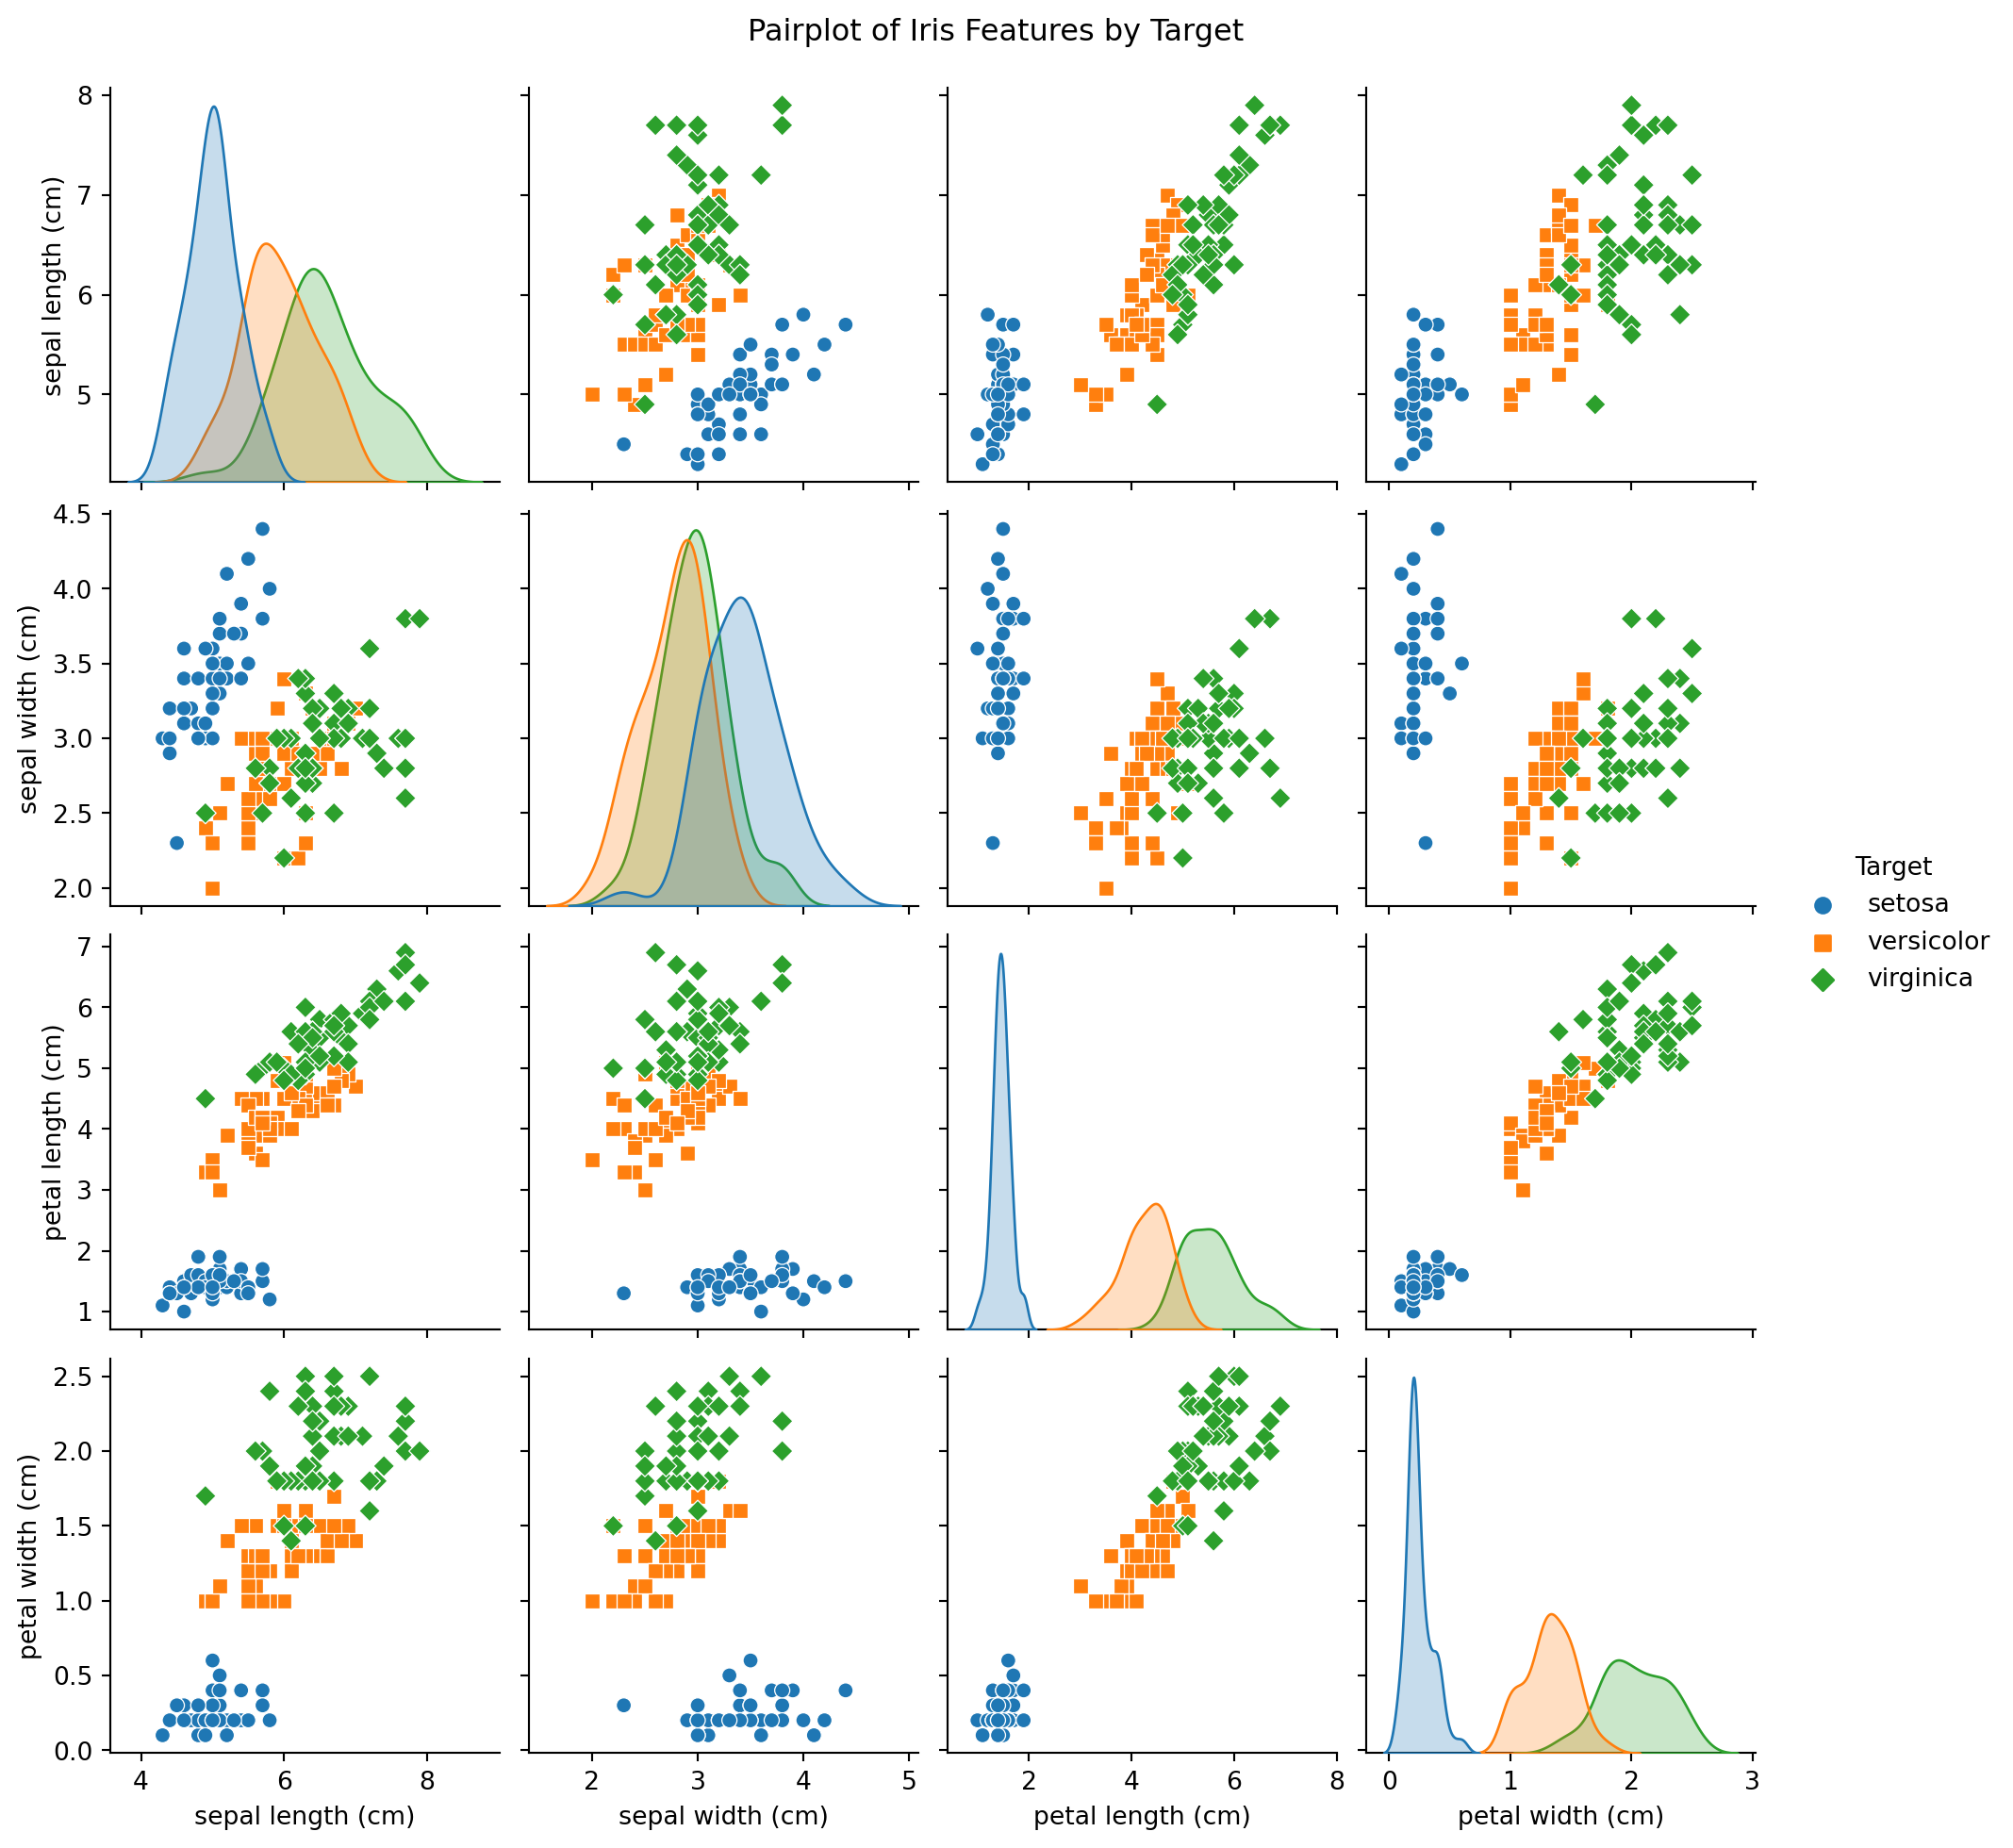 Pairplot of Iris Features by Target
8
7
6
5
sepal length (cm)
4.5
4.0
3.5
3.0
2.5
2.0
sepal width (cm)
7
6
5
4
3
2
1
petal length (cm)
2.5
2.0
1.5
1.0
0.5
0.0
petal width (cm)
4 6 8
sepal length (cm)
2 3 4 5
sepal width (cm)
2 4 6 8
petal length (cm)
0 1 2 3
petal width (cm)
Target
setosa
versicolor
virginica